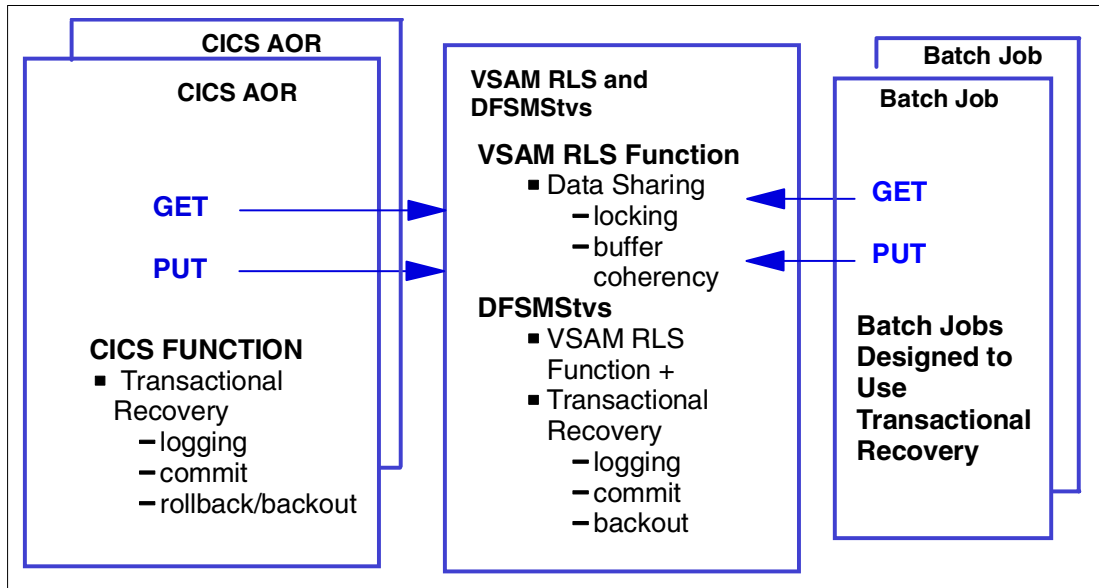 CICS AOR
CICS AOR
GET
PUT
CICS FUNCTION
▪ Transactional
Recovery
– logging
– commit
– rollback/backout
VSAM RLS and
DFSMStvs
VSAM RLS Function
▪ Data Sharing
– locking
– buffer
coherency
DFSMStvs
▪ VSAM RLS
Function +
▪ Transactional
Recovery
– logging
– commit
– backout
Batch Job
Batch Job
GET
PUT
Batch Jobs
Designed to
Use
Transactional
Recovery